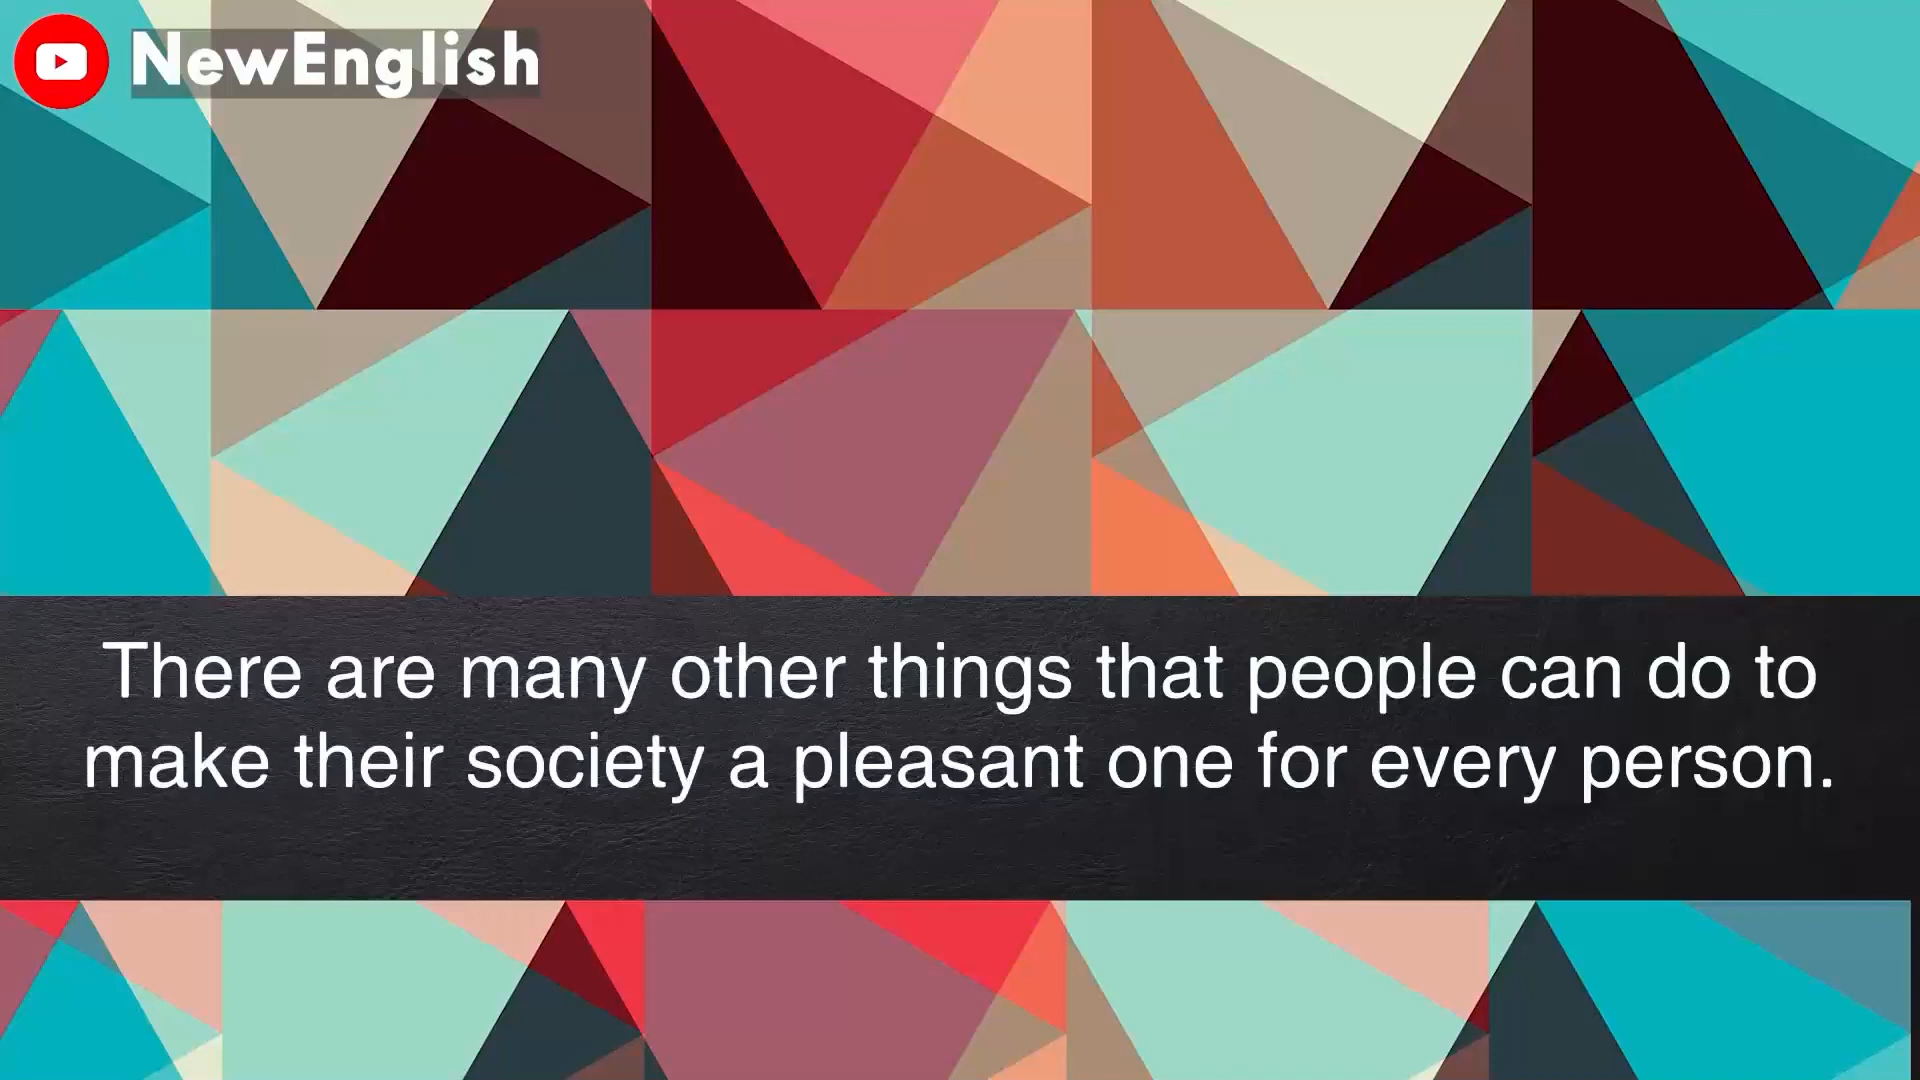 NewEnglish
There are many other things that people can do to
make their society a pleasant one for every person.